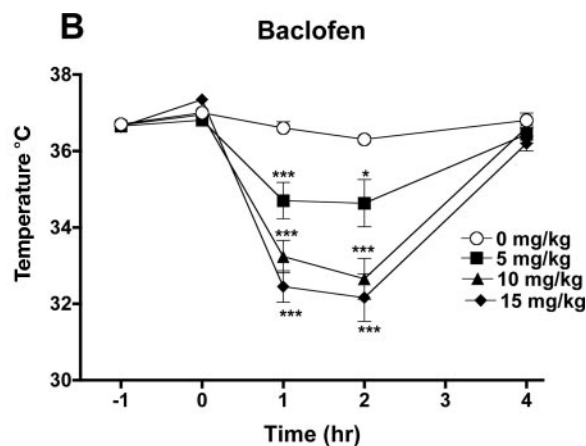 B
Baclofen
Temperature °C
38
36
34
32
30
-1
0
1
2
4
Time (hr)
***
*
***
***
***
***
0 mg/kg
5 mg/kg
10 mg/kg
15 mg/kg